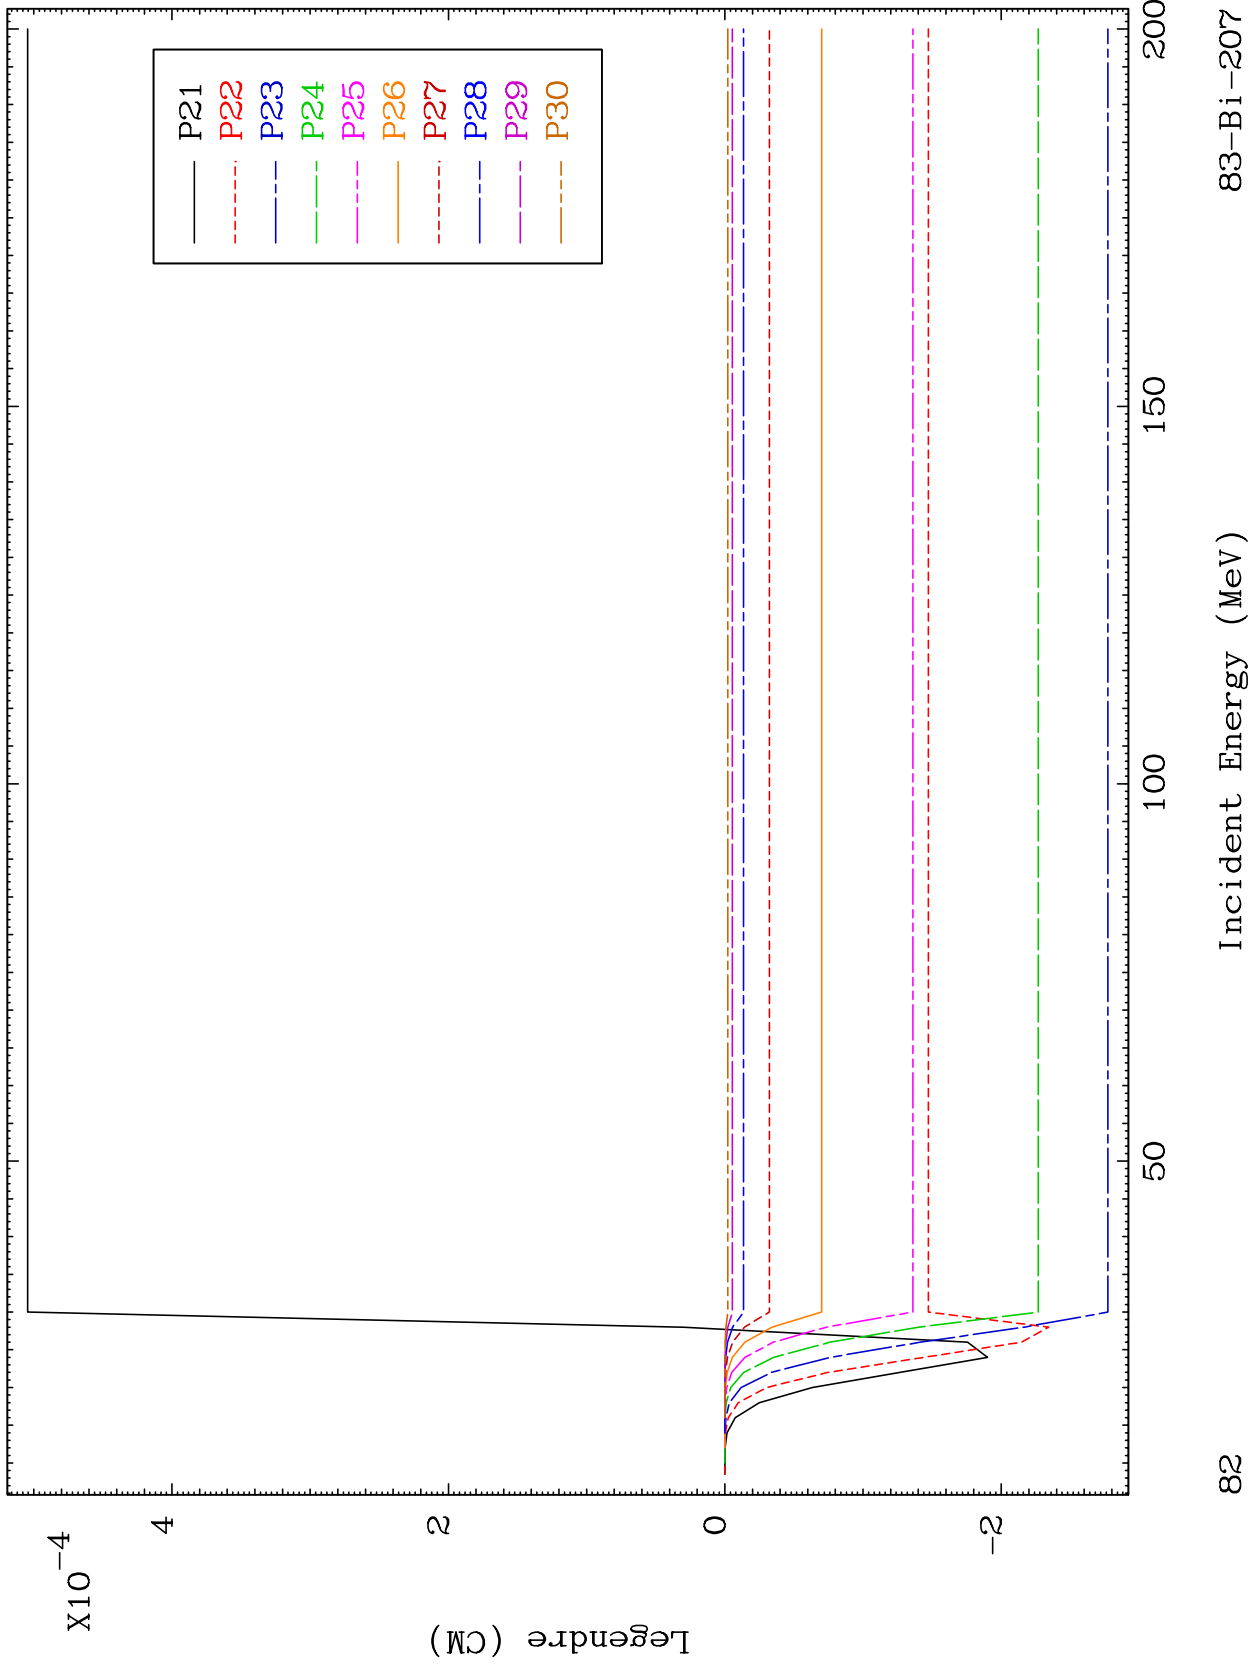 X10-4
Legendre (CM)
4
2
0
-2
P21
P22
P23
P24
P25
P26
P27
P28
P29
P30
50
100
150
200
82
Incident Energy (MeV)
83-Bi-207